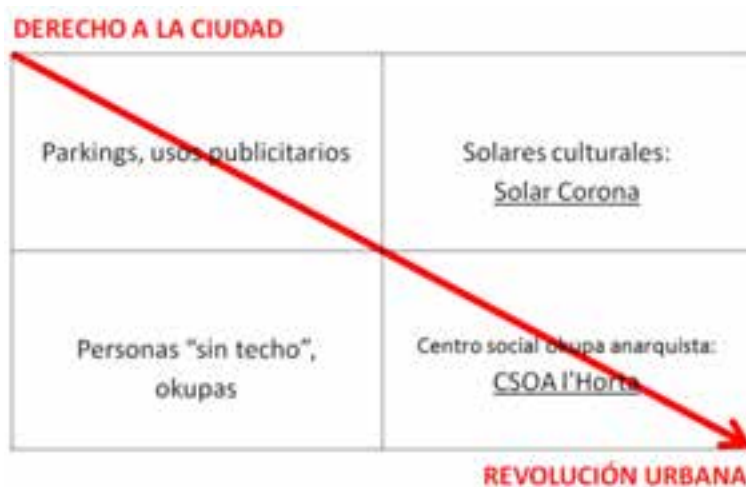 DERECHO A LA CIUDAD
Parkings, usos publicitarios
Solares culturales:
Solar Corona
Personas “sin techo”,
okupas
Centro social okupa anarquista:
CSOA l’Horta
REVOLUCIÓN URBANA